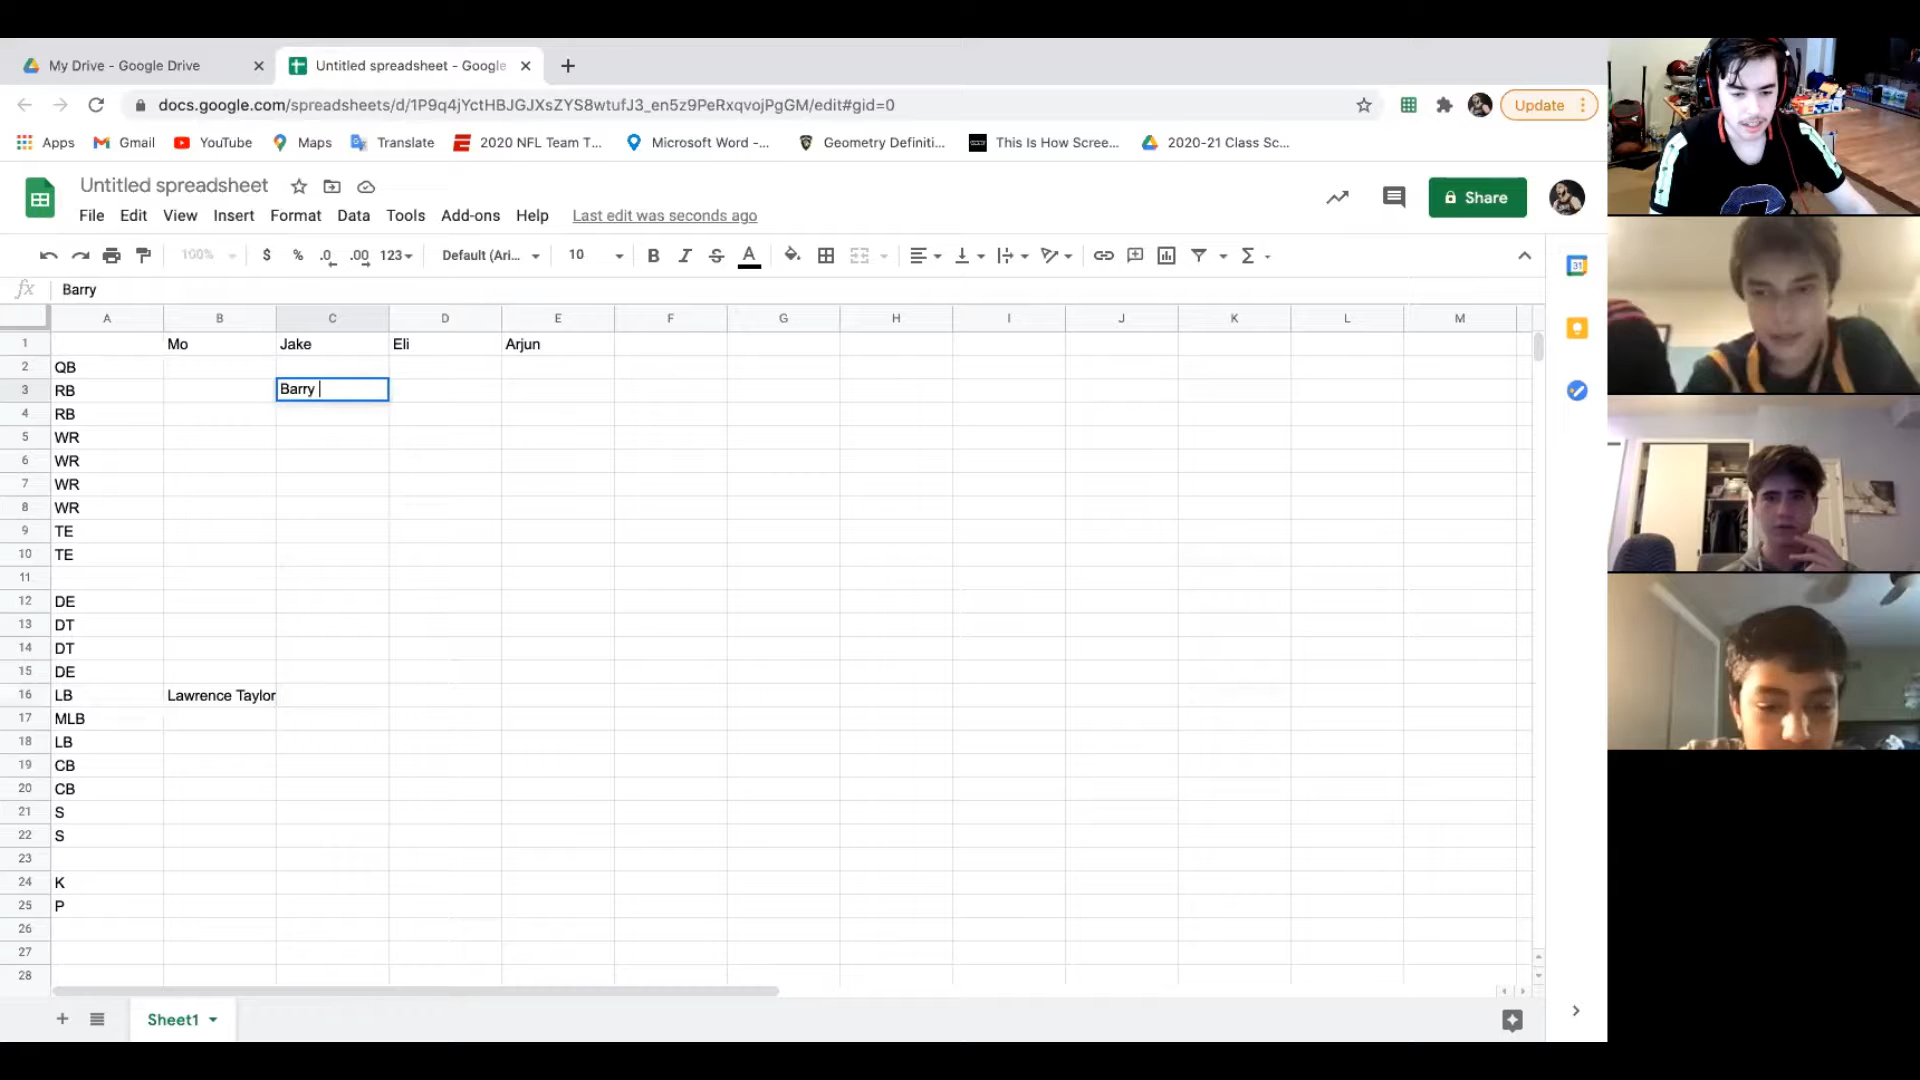 My Drive - Google Drive
Untitled spreadsheet - Google
docs.google.com/spreadsheets/d/1P9q4jYctHBJGJXsZYS8wtufJ3_en5z9PeRxqvojPgGM/edit#gid=0
Update
Apps
Gmail
YouTube
Maps
Translate
2020 NFL Team T...
Microsoft Word -...
Geometry Definiti...
This Is How Scree...
2020-21 Class Sc...
Untitled spreadsheet
Share
File Edit View Insert Format Data Tools Add-ons Help Last edit was seconds ago
100% $ % .0 .00 123 Default (Ari... 10 B I S A
31
fx Barry
A B C D E F G H I J K L M
1 Mo Jake Eli Arjun
2 QB
3 RB Barry
4 RB
5 WR
6 WR
7 WR
8 WR
9 TE
10 TE
11
12 DE
13 DT
14 DT
15 DE
16 LB Lawrence Taylor
17 MLB
18 LB
19 CB
20 CB
21 S
22 S
23
24 K
25 P
26
27
28
Sheet1